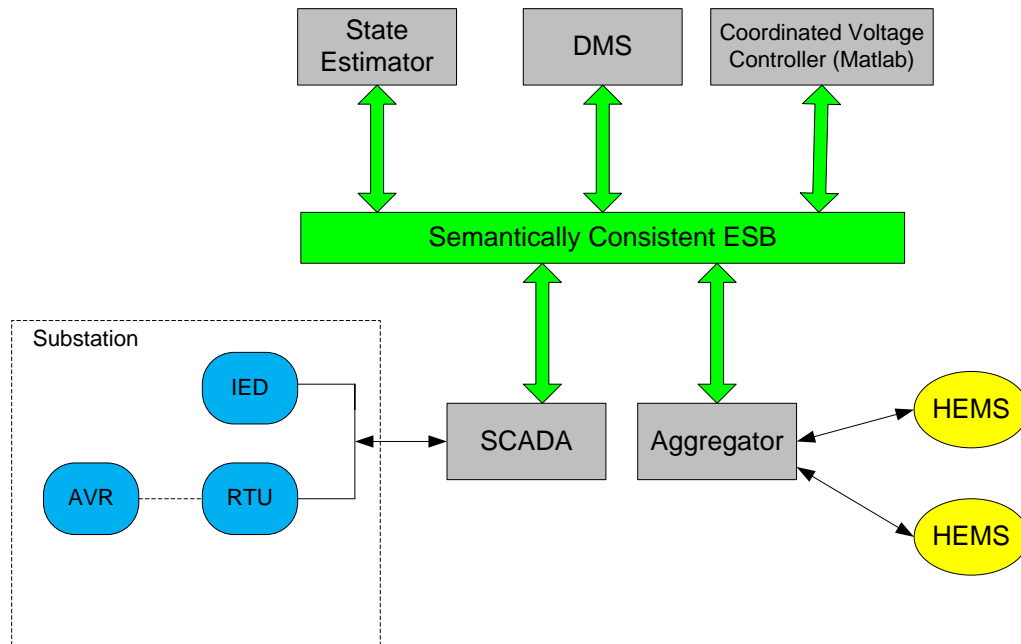 State
Estimator
DMS
Coordinated Voltage
Controller (Matlab)
Semantically Consistent ESB
Substation
IED
AVR
RTU
SCADA
Aggregator
HEMS
HEMS